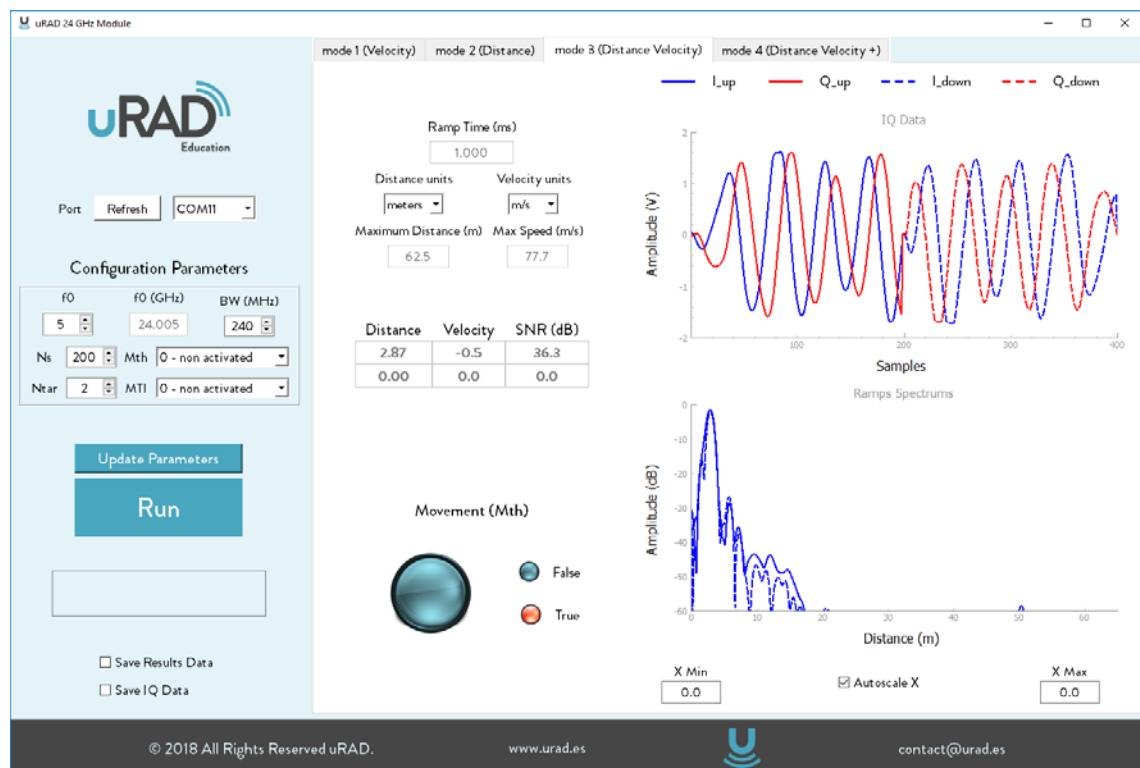 uRAD 24 GHz Module
mode 1 (Velocity) mode 2 (Distance) mode 3 (Distance Velocity) mode 4 (Distance Velocity +)
uRAD
Education
Port Refresh COM11
Configuration Parameters
f0 f0 (GHz) BW (MHz)
5 24.005 240
Ns 200 Mth 0 - non activated
Ntar 2 MTI 0 - non activated
Update Parameters
Run
Save Results Data
Save IQ Data
Ramp Time (ms)
1.000
Distance units Velocity units
meters m/s
Maximum Distance (m) Max Speed (m/s)
62.5 77.7
Distance Velocity SNR (dB)
2.87 -0.5 36.3
0.00 0.0 0.0
Movement (Mth)
False
True
I_up Q_up I_down Q_down
IQ Data
Amplitude (V)
2
1
0
-1
-2
100 200 300 400
Samples
Ramps Spectrums
Amplitude (dB)
0
-10
-20
-30
-40
-50
-60
0 10 20 30 40 50 60
Distance (m)
X Min Autoscale X X Max
0.0 0.0
© 2018 All Rights Reserved uRAD. www.urad.es contact@urad.es